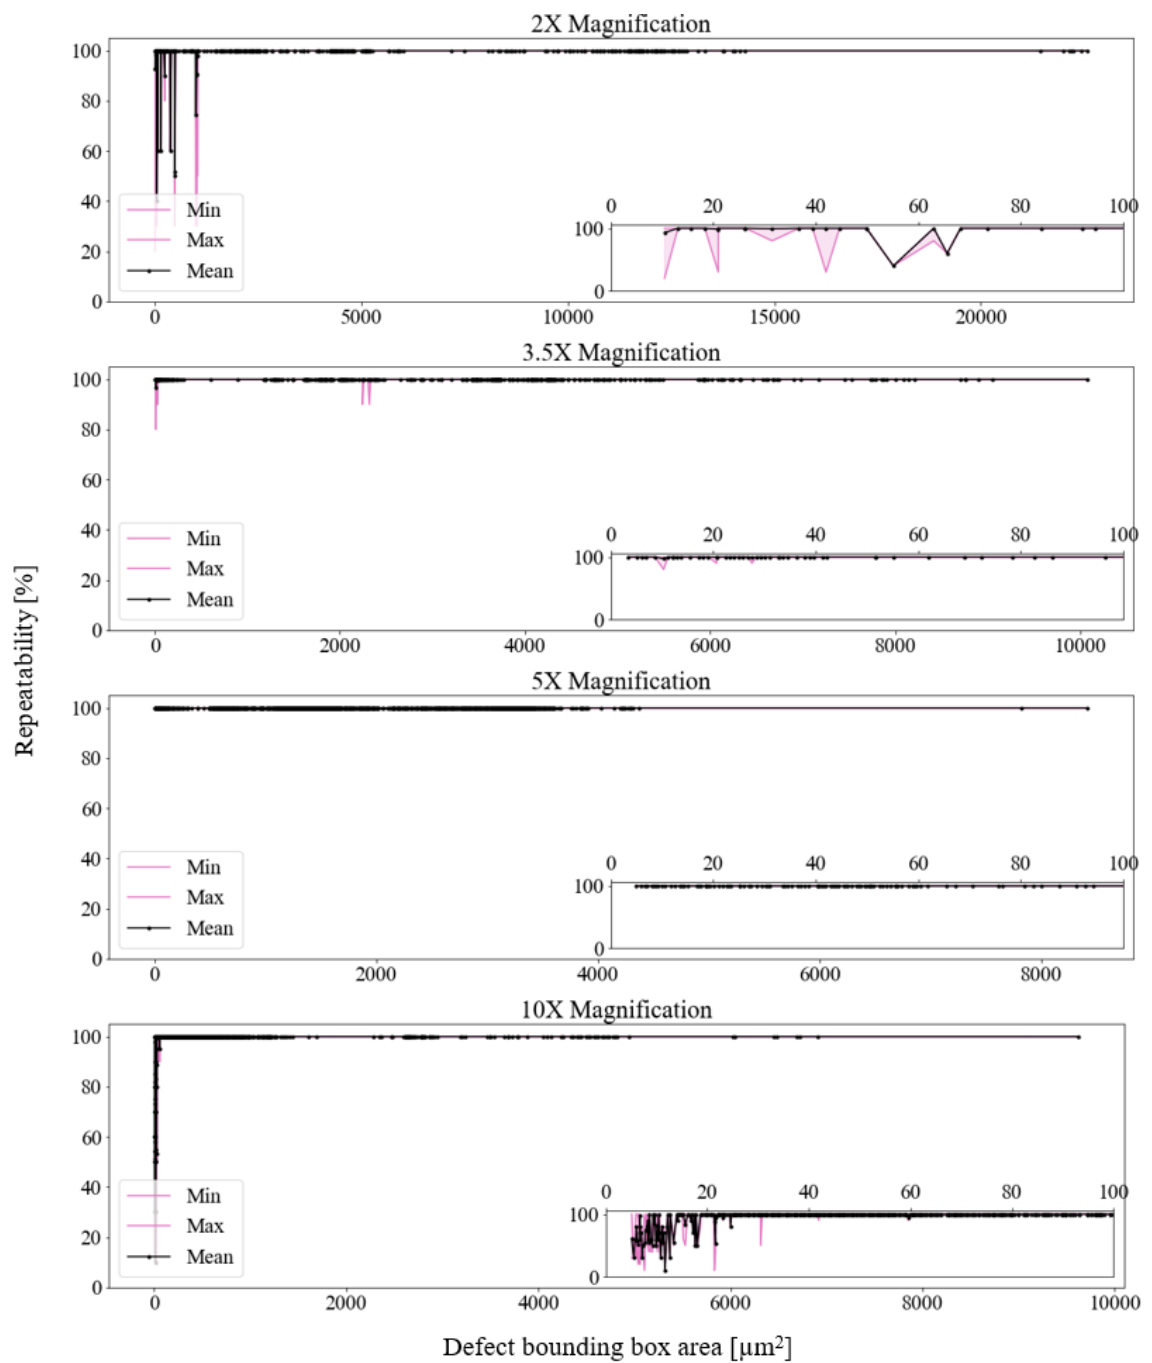 2X Magnification
100
80
60
40
20
0
Min
Max
Mean
0 20 40 60 80 100
100
0
0 5000 10000 15000 20000
3.5X Magnification
100
80
60
40
20
0
Min
Max
Mean
0 20 40 60 80 100
100
0
0 2000 4000 6000 8000 10000
Repeatability [%]
5X Magnification
100
80
60
40
20
0
Min
Max
Mean
0 20 40 60 80 100
100
0
0 2000 4000 6000 8000
10X Magnification
100
80
60
40
20
0
Min
Max
Mean
0 20 40 60 80 100
100
0
0 2000 4000 6000 8000 10000
Defect bounding box area [µm²]